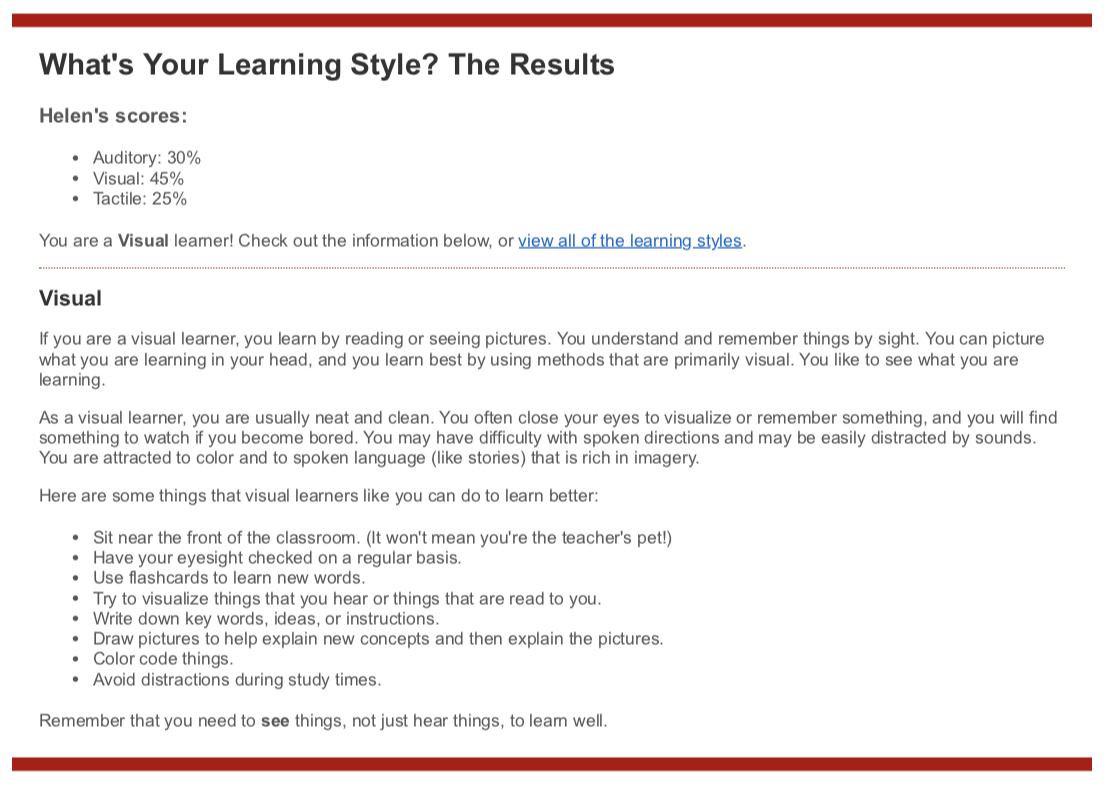 What's Your Learning Style? The Results
Helen's scores:
• Auditory: 30%
• Visual: 45%
• Tactile: 25%
You are a Visual learner! Check out the information below, or view all of the learning styles.
Visual
If you are a visual learner, you learn by reading or seeing pictures. You understand and remember things by sight. You can picture
what you are learning in your head, and you learn best by using methods that are primarily visual. You like to see what you are
learning.
As a visual learner, you are usually neat and clean. You often close your eyes to visualize or remember something, and you will find
something to watch if you become bored. You may have difficulty with spoken directions and may be easily distracted by sounds.
You are attracted to color and to spoken language (like stories) that is rich in imagery.
Here are some things that visual learners like you can do to learn better:
• Sit near the front of the classroom. (It won't mean you're the teacher's pet!)
• Have your eyesight checked on a regular basis.
• Use flashcards to learn new words.
• Try to visualize things that you hear or things that are read to you.
• Write down key words, ideas, or instructions.
• Draw pictures to help explain new concepts and then explain the pictures.
• Color code things.
• Avoid distractions during study times.
Remember that you need to see things, not just hear things, to learn well.